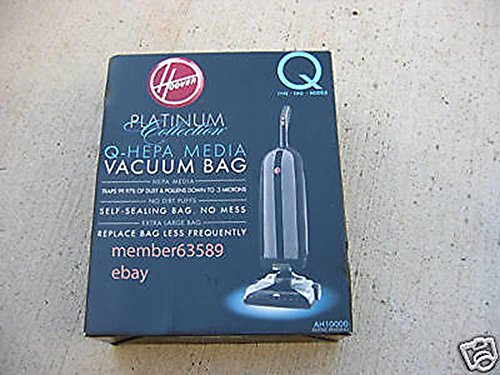 HOOVER
Q
TYPE • TIPO • MODELE
PLATINUM
Collection
Q-HEPA MEDIA
VACUUM BAG
HEPA MEDIA
TRAPS 99.97% OF DUST & POLLENS DOWN TO .3 MICRONS
NO DIRT PUFFS
SELF-SEALING BAG, NO MESS
EXTRA LARGE BAG
REPLACE BAG LESS FREQUENTLY
member63589
ebay
AH10000